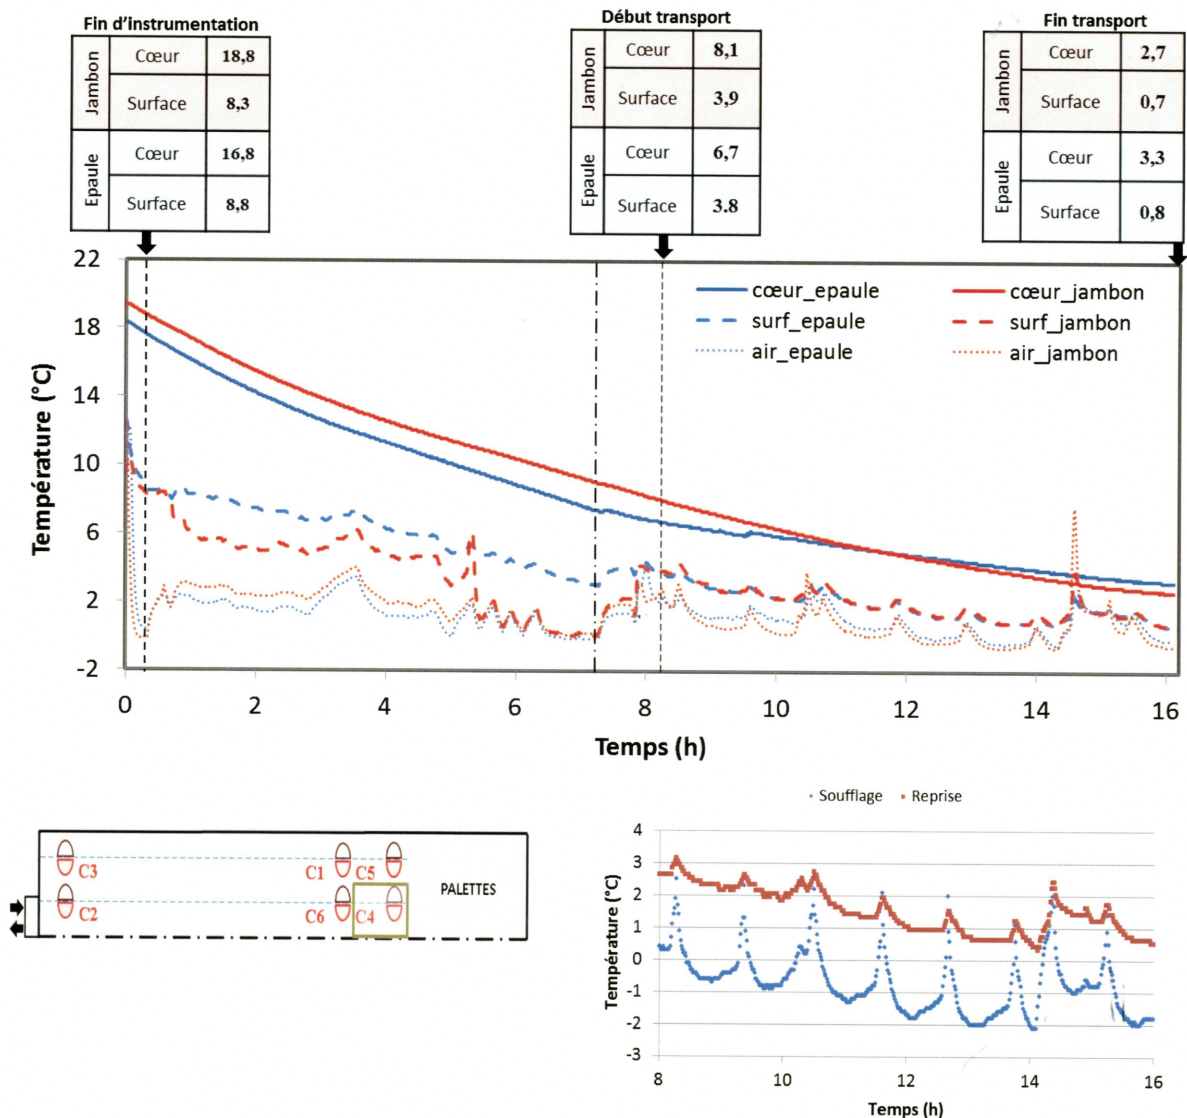 Fin d'instrumentation
Jambon
Cœur 18,8
Surface 8,3
Epaule
Cœur 16,8
Surface 8,8
Début transport
Jambon
Cœur 8,1
Surface 3,9
Epaule
Cœur 6,7
Surface 3.8
Fin transport
Jambon
Cœur 2,7
Surface 0,7
Epaule
Cœur 3,3
Surface 0,8
22
18
14
10
6
2
-2
Température (°C)
cœur_epaule cœur_jambon
surf_epaule surf_jambon
air_epaule air_jambon
0 2 4 6 8 10 12 14 16
Temps (h)
C3 C1 C5
C2 C6 C4
PALETTES
Soufflage Reprise
4
3
2
1
0
-1
-2
-3
Température (°C)
8 10 12 14 16
Temps (h)